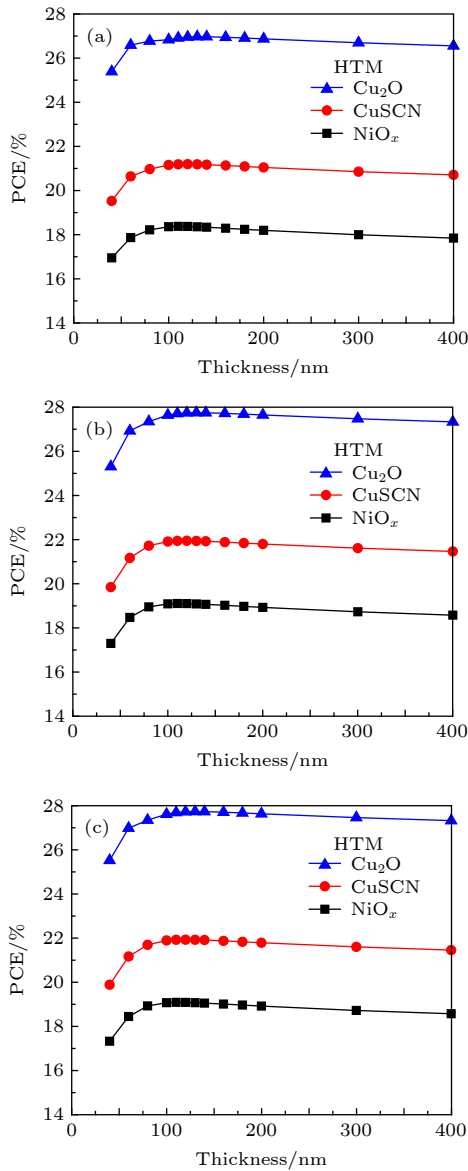 28
(a)
26
HTM
Cu₂O
24
CuSCN
NiOₓ
22
PCE/%
20
18
16
14
0 100 200 300 400
Thickness/nm
28
(b)
26
HTM
Cu₂O
24
CuSCN
NiOₓ
22
PCE/%
20
18
16
14
0 100 200 300 400
Thickness/nm
28
(c)
26
HTM
Cu₂O
24
CuSCN
NiOₓ
22
PCE/%
20
18
16
14
0 100 200 300 400
Thickness/nm